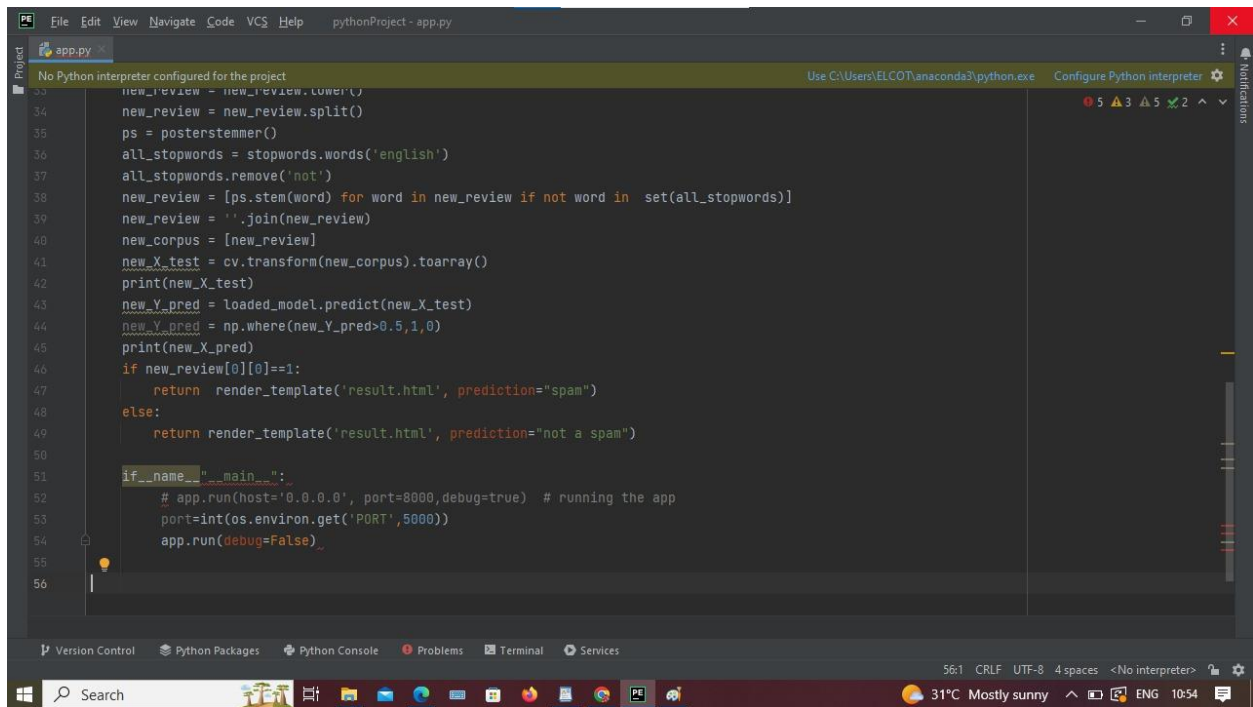 File Edit View Navigate Code VCS Help pythonProject - app.py
Project
app.py
Notifications
No Python interpreter configured for the project Use C:\Users\ELCOT\anaconda3\python.exe Configure Python interpreter
5 3 5 2
33 new_review = new_review.lower()
34 new_review = new_review.split()
35 ps = posterstemmer()
36 all_stopwords = stopwords.words('english')
37 all_stopwords.remove('not')
38 new_review = [ps.stem(word) for word in new_review if not word in  set(all_stopwords)]
39 new_review = ''.join(new_review)
40 new_corpus = [new_review]
41 new_X_test = cv.transform(new_corpus).toarray()
42 print(new_X_test)
43 new_Y_pred = loaded_model.predict(new_X_test)
44 new_Y_pred = np.where(new_Y_pred>0.5,1,0)
45 print(new_X_pred)
46 if new_review[0][0]==1:
47     return  render_template('result.html', prediction="spam")
48 else:
49     return render_template('result.html', prediction="not a spam")
50
51 if__name__"__main__":
52     # app.run(host='0.0.0.0', port=8000,debug=true)  # running the app
53     port=int(os.environ.get('PORT',5000))
54     app.run(debug=False)
55
56
Version Control Python Packages Python Console Problems Terminal Services
56:1 CRLF UTF-8 4 spaces <No interpreter>
Search 31°C Mostly sunny ENG 10:54